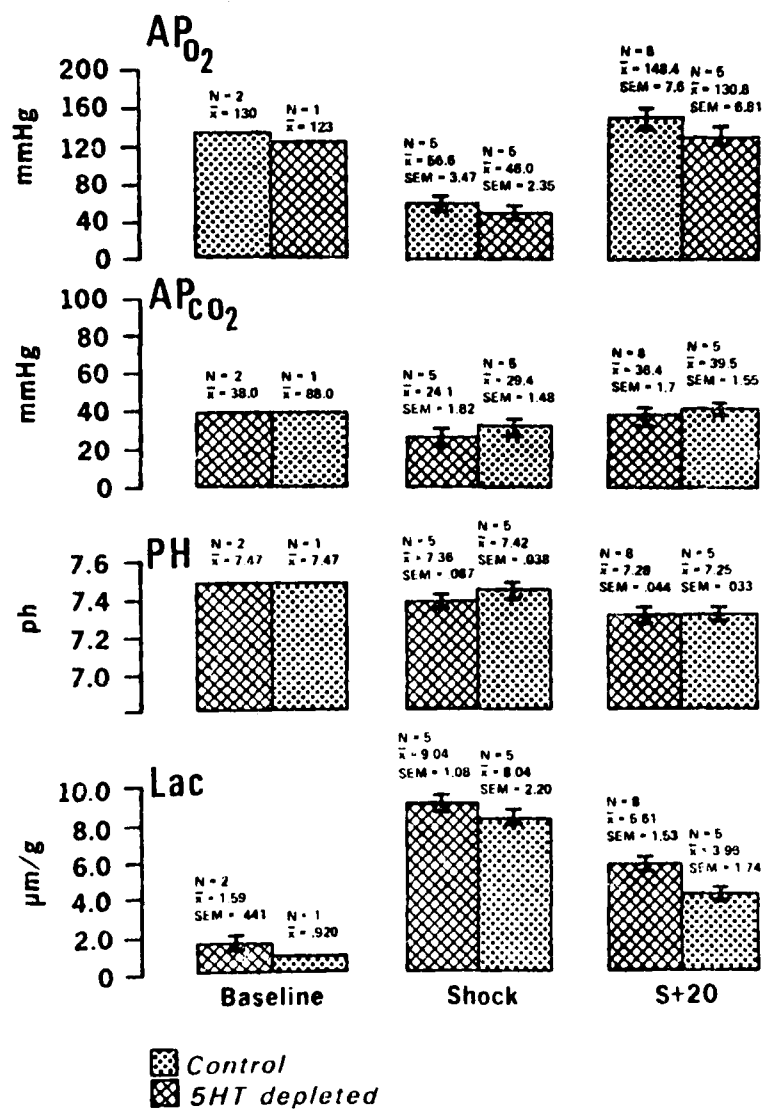 APO2
200
160
120
80
40
0
mmHg
N = 2
x̄ = 130
N = 1
x̄ = 123
N = 5
x̄ = 56.6
SEM = 3.47
N = 5
x̄ = 46.0
SEM = 2.35
N = 8
x̄ = 148.4
SEM = 7.6
N = 5
x̄ = 130.8
SEM = 6.81
APCO2
100
80
60
40
20
0
mmHg
N = 2
x̄ = 38.0
N = 1
x̄ = 88.0
N = 5
x̄ = 24.1
SEM = 1.82
N = 5
x̄ = 29.4
SEM = 1.48
N = 8
x̄ = 36.4
SEM = 1.7
N = 5
x̄ = 39.5
SEM = 1.55
PH
7.6
7.4
7.2
7.0
ph
N = 2
x̄ = 7.47
N = 1
x̄ = 7.47
N = 5
x̄ = 7.36
SEM = .067
N = 5
x̄ = 7.42
SEM = .038
N = 8
x̄ = 7.28
SEM = .044
N = 5
x̄ = 7.25
SEM = .033
Lac
10.0
8.0
6.0
4.0
2.0
0
µm/g
N = 2
x̄ = 1.59
SEM = .441
N = 1
x̄ = .920
N = 5
x̄ = 9.04
SEM = 1.08
N = 5
x̄ = 8.04
SEM = 2.20
N = 8
x̄ = 5.61
SEM = 1.53
N = 5
x̄ = 3.96
SEM = 1.74
Baseline
Shock
S+20
Control
5HT depleted